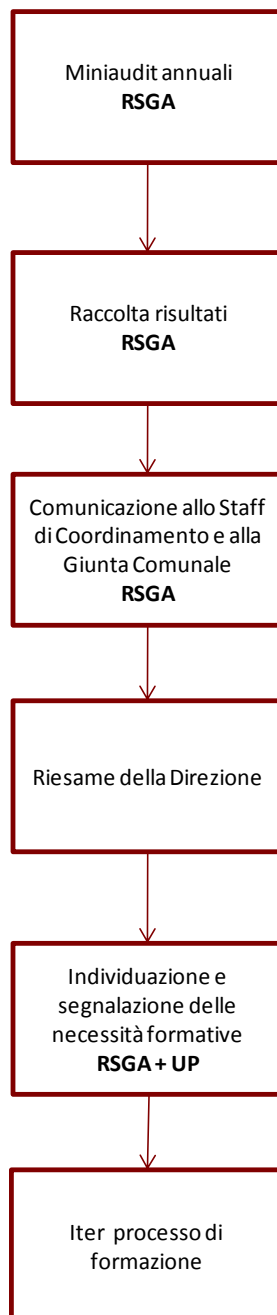 Miniaudit annuali
RSGA
Raccolta risultati
RSGA
Comunicazione allo Staff
di Coordinamento e alla
Giunta Comunale
RSGA
Riesame della Direzione
Individuazione e
segnalazione delle
necessità formative
RSGA + UP
Iter processo di
formazione